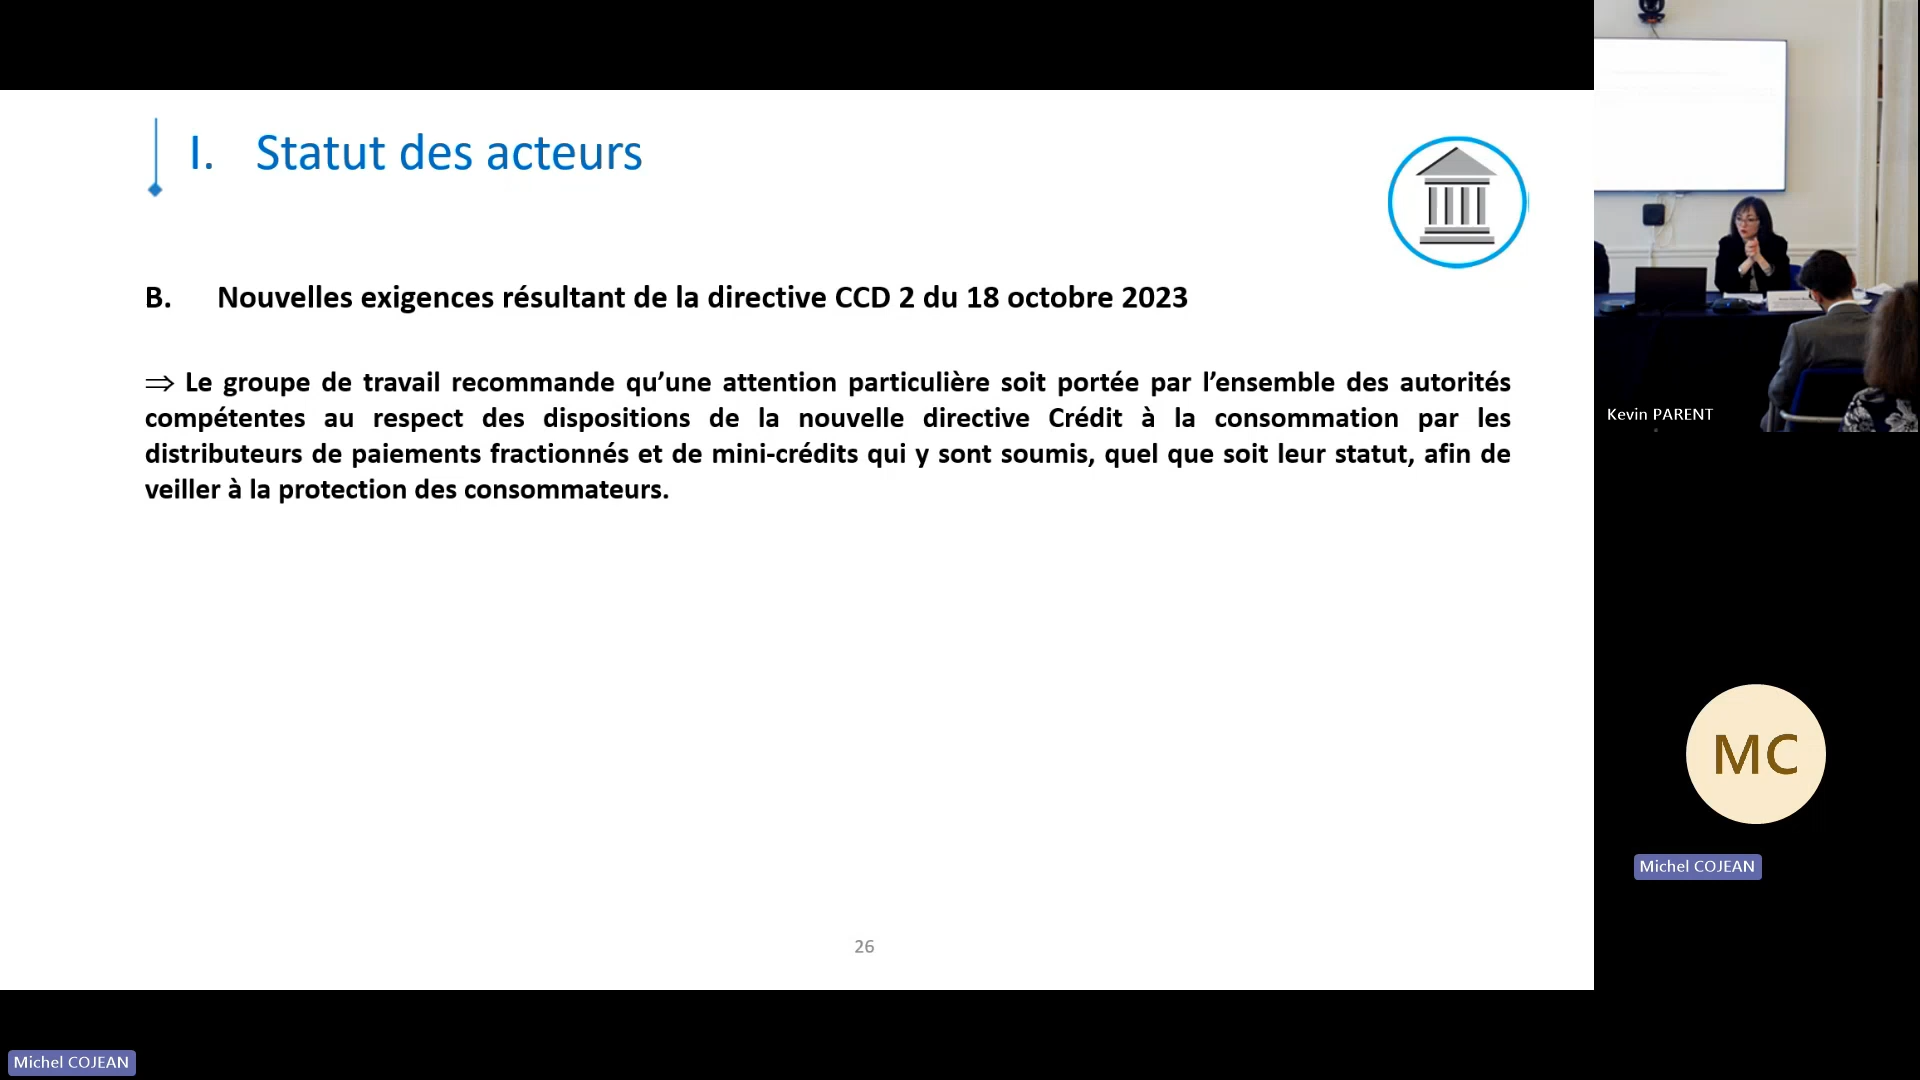 I. Statut des acteurs
B. Nouvelles exigences résultant de la directive CCD 2 du 18 octobre 2023
⇒ Le groupe de travail recommande qu’une attention particulière soit portée par l’ensemble des autorités
compétentes au respect des dispositions de la nouvelle directive Crédit à la consommation par les
distributeurs de paiements fractionnés et de mini-crédits qui y sont soumis, quel que soit leur statut, afin de
veiller à la protection des consommateurs.
26
Kevin PARENT
MC
Michel COJEAN
Michel COJEAN